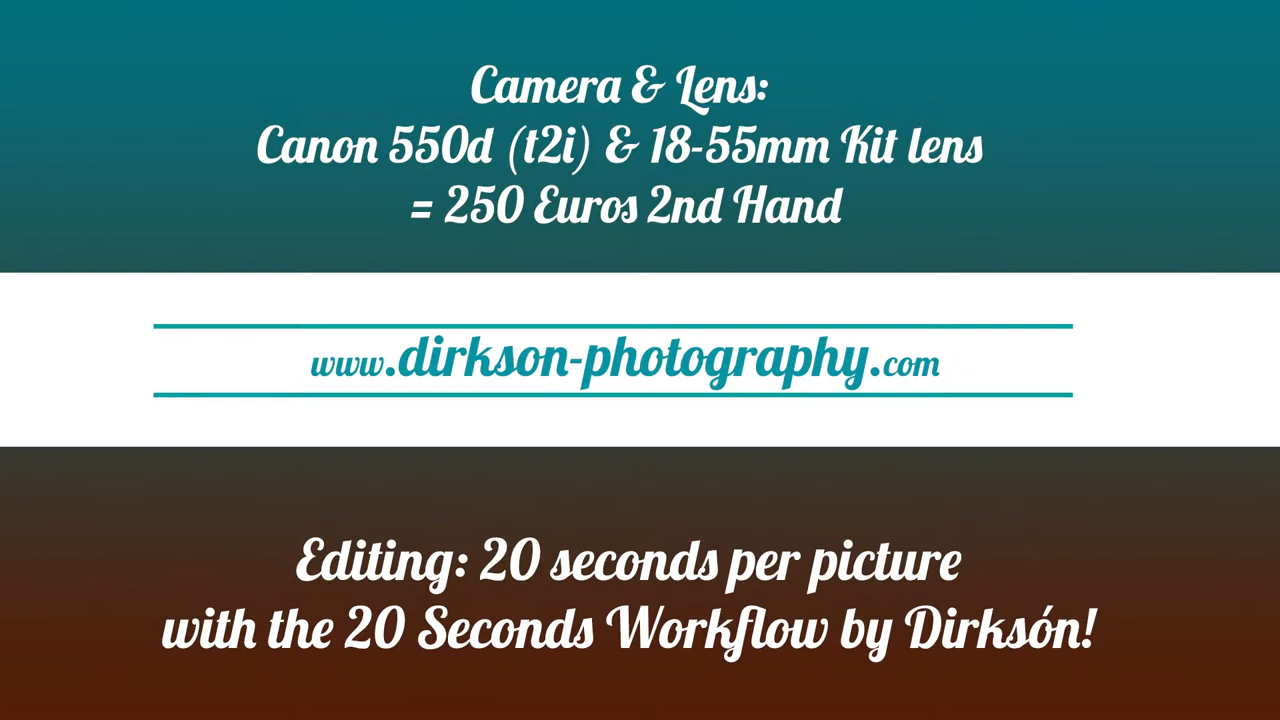 Camera & Lens:
Canon 550d (t2i) & 18-55mm Kit lens
= 250 Euros 2nd Hand
www.dirkson-photography.com
Editing: 20 seconds per picture
with the 20 Seconds Workflow by Dirksón!